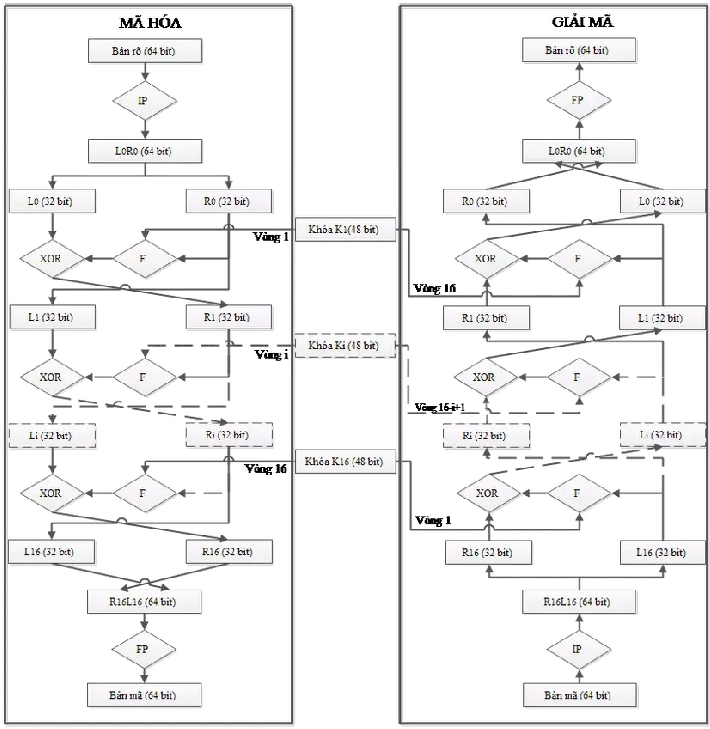 MÃ HÓA
Bản rõ (64 bit)
IP
L0R0 (64 bit)
L0 (32 bit)
R0 (32 bit)
XOR
F
Vòng 1
L1 (32 bit)
R1 (32 bit)
XOR
F
Vòng i
Li (32 bit)
Ri (32 bit)
XOR
F
Vòng 16
L16 (32 bit)
R16 (32 bit)
R16L16 (64 bit)
FP
Bản mã (64 bit)
Khóa K1(48 bit)
Khóa Ki (48 bit)
Khóa K16 (48 bit)
GIẢI MÃ
Bản rõ (64 bit)
FP
L0R0 (64 bit)
R0 (32 bit)
L0 (32 bit)
XOR
F
Vòng 16
R1 (32 bit)
L1 (32 bit)
XOR
F
Vòng 16-i+1
Ri (32 bit)
Li (32 bit)
XOR
F
Vòng 1
R16 (32 bit)
L16 (32 bit)
R16L16 (64 bit)
IP
Bản mã (64 bit)